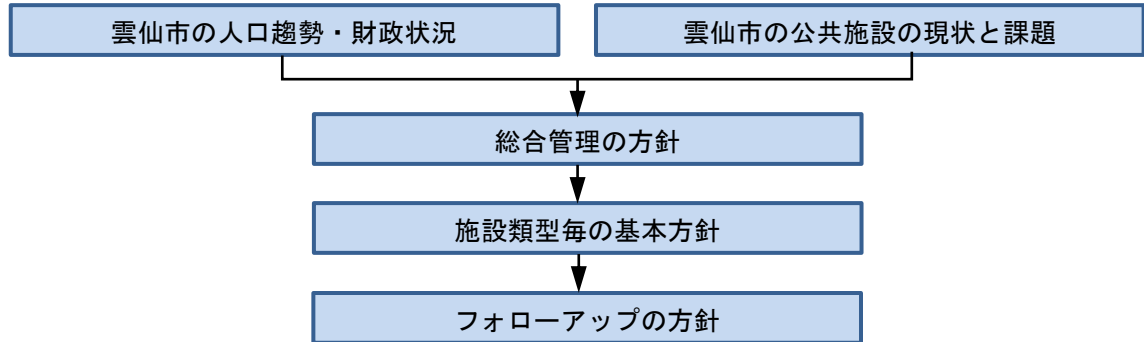 雲仙市の人口趨勢・財政状況
雲仙市の公共施設の現状と課題
総合管理の方針
施設類型毎の基本方針
フォローアップの方針